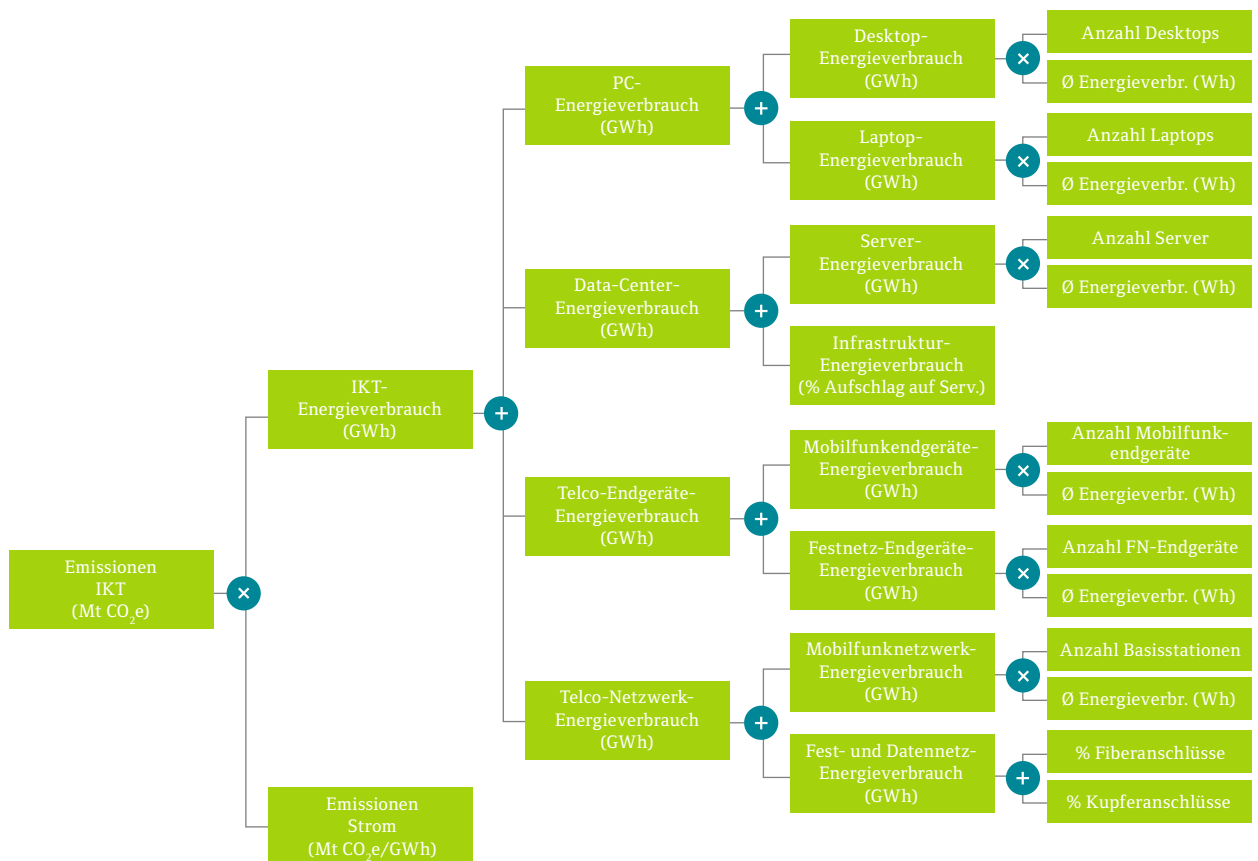 Emissionen
IKT
(Mt CO₂e)
×
IKT-
Energieverbrauch
(GWh)
Emissionen
Strom
(Mt CO₂e/GWh)
+
PC-
Energieverbrauch
(GWh)
+
Desktop-
Energieverbrauch
(GWh)
×
Anzahl Desktops
Ø Energieverbr. (Wh)
Laptop-
Energieverbrauch
(GWh)
×
Anzahl Laptops
Ø Energieverbr. (Wh)
Data-Center-
Energieverbrauch
(GWh)
+
Server-
Energieverbrauch
(GWh)
×
Anzahl Server
Ø Energieverbr. (Wh)
Infrastruktur-
Energieverbrauch
(% Aufschlag auf Serv.)
Telco-Endgeräte-
Energieverbrauch
(GWh)
+
Mobilfunkendgeräte-
Energieverbrauch
(GWh)
×
Anzahl Mobilfunk-
endgeräte
Ø Energieverbr. (Wh)
Festnetz-Endgeräte-
Energieverbrauch
(GWh)
×
Anzahl FN-Endgeräte
Ø Energieverbr. (Wh)
Telco-Netzwerk-
Energieverbrauch
(GWh)
+
Mobilfunknetzwerk-
Energieverbrauch
(GWh)
×
Anzahl Basisstationen
Ø Energieverbr. (Wh)
Fest- und Datennetz-
Energieverbrauch
(GWh)
+
% Fiberanschlüsse
% Kupferanschlüsse